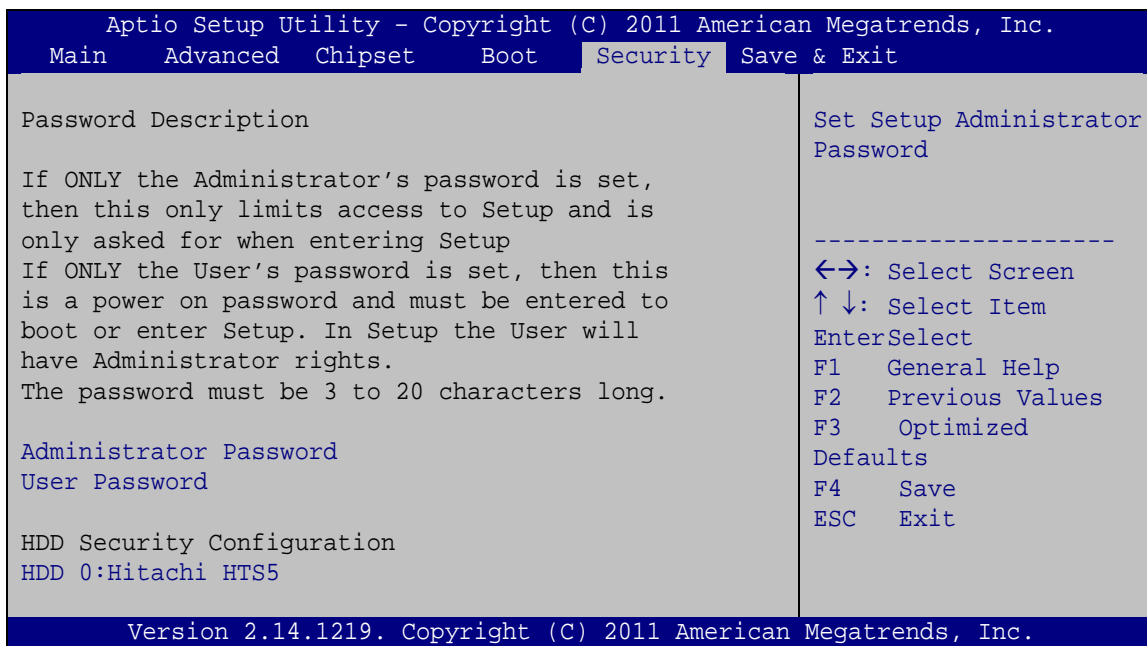 Aptio Setup Utility – Copyright (C) 2011 American Megatrends, Inc.
Main Advanced Chipset Boot Security Save & Exit
Password Description
If ONLY the Administrator’s password is set,
then this only limits access to Setup and is
only asked for when entering Setup
If ONLY the User’s password is set, then this
is a power on password and must be entered to
boot or enter Setup. In Setup the User will
have Administrator rights.
The password must be 3 to 20 characters long.
Administrator Password
User Password
HDD Security Configuration
HDD 0:Hitachi HTS5
Set Setup Administrator
Password
---------------------
←→: Select Screen
↑ ↓: Select Item
EnterSelect
F1 General Help
F2 Previous Values
F3 Optimized
Defaults
F4 Save
ESC Exit
Version 2.14.1219. Copyright (C) 2011 American Megatrends, Inc.